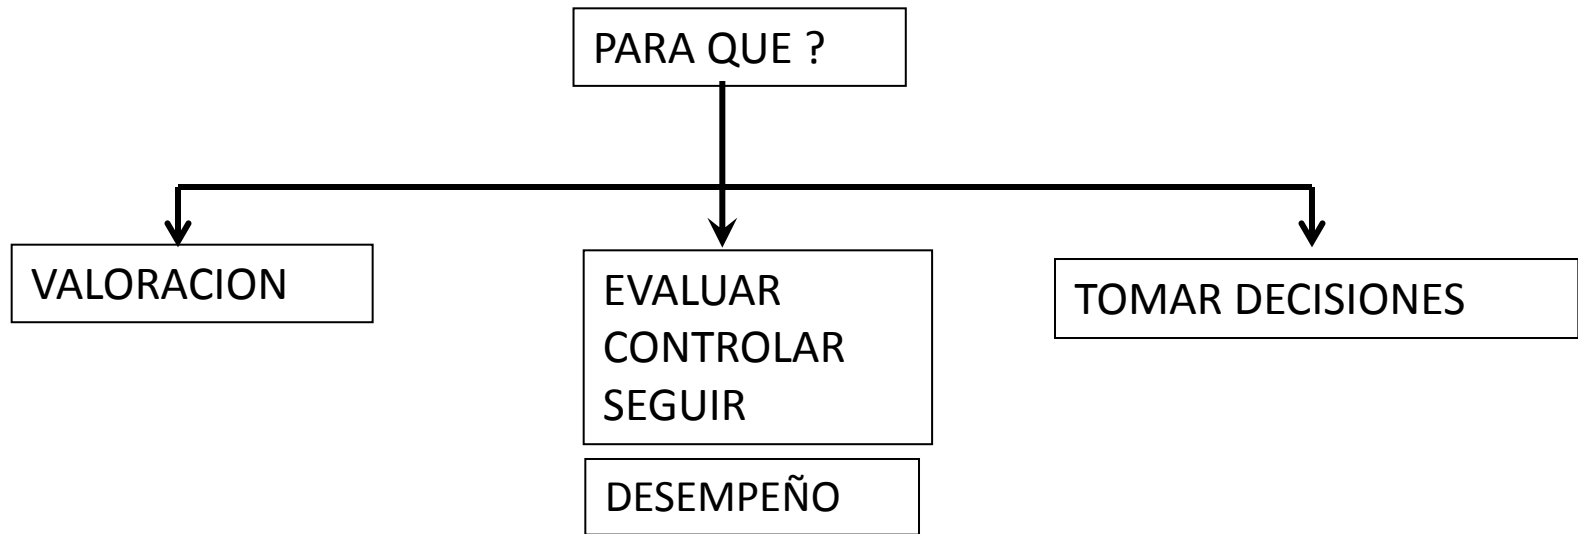 PARA QUE ?
VALORACION
EVALUAR
CONTROLAR
SEGUIR
TOMAR DECISIONES
DESEMPEÑO